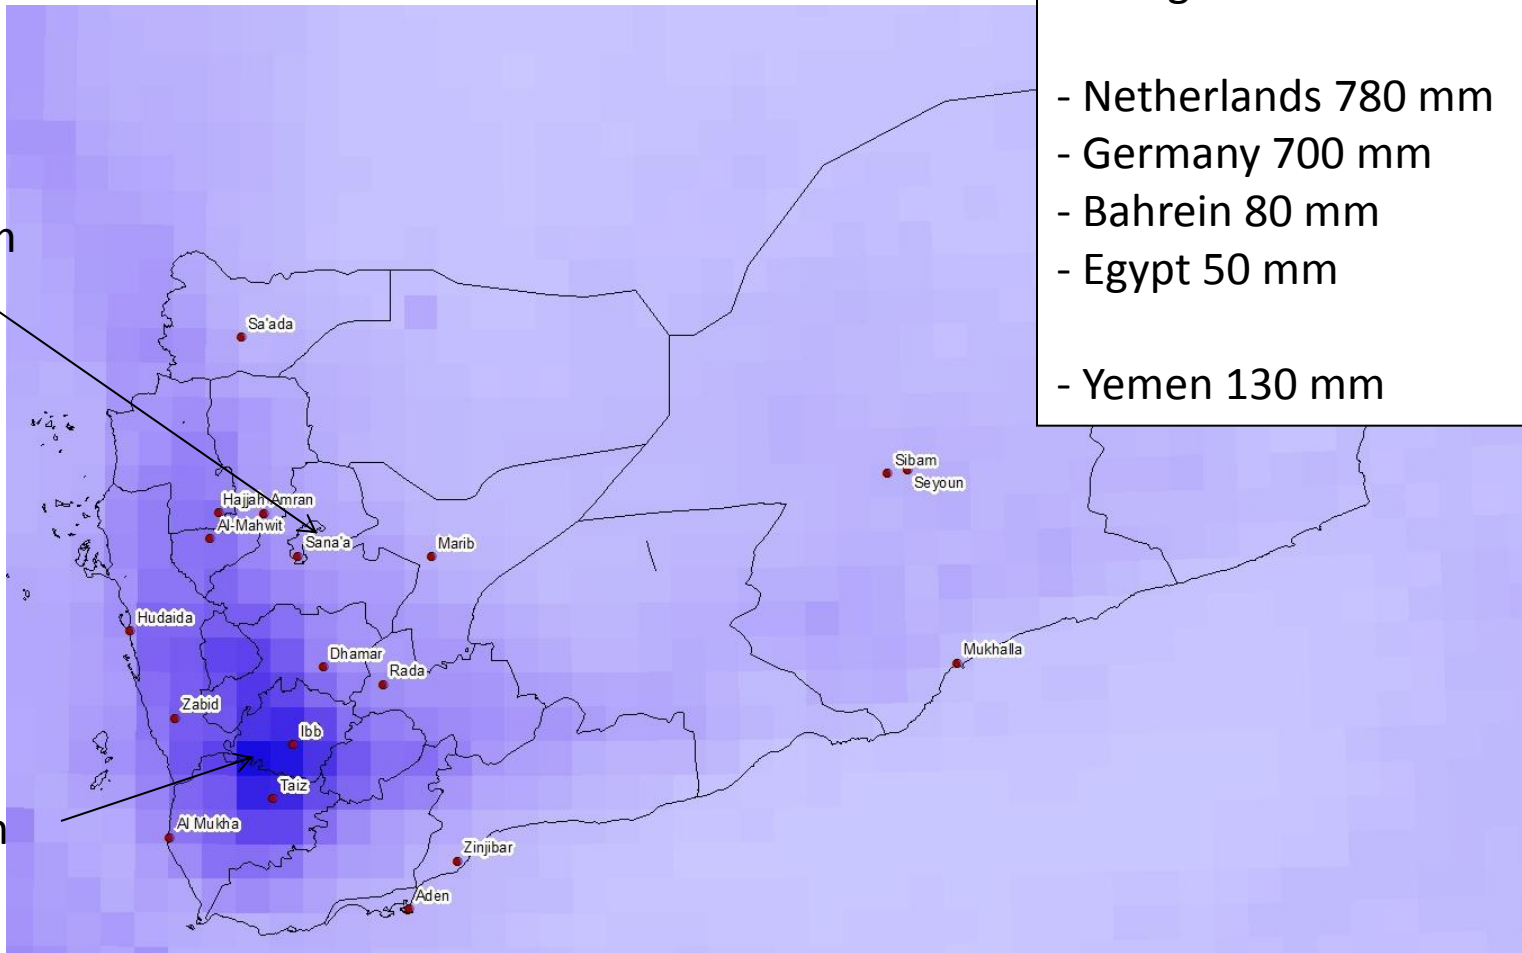 - Netherlands 780 mm
- Germany 700 mm
- Bahrein 80 mm
- Egypt 50 mm
- Yemen 130 mm
Sa'ada
Sibam
Seyoun
Hajjah Amran
Al-Mahwit
Sana'a
Marib
Hudaida
Dhamar
Rada
Mukhalla
Zabid
Ibb
Taiz
Al Mukha
Zinjibar
Aden